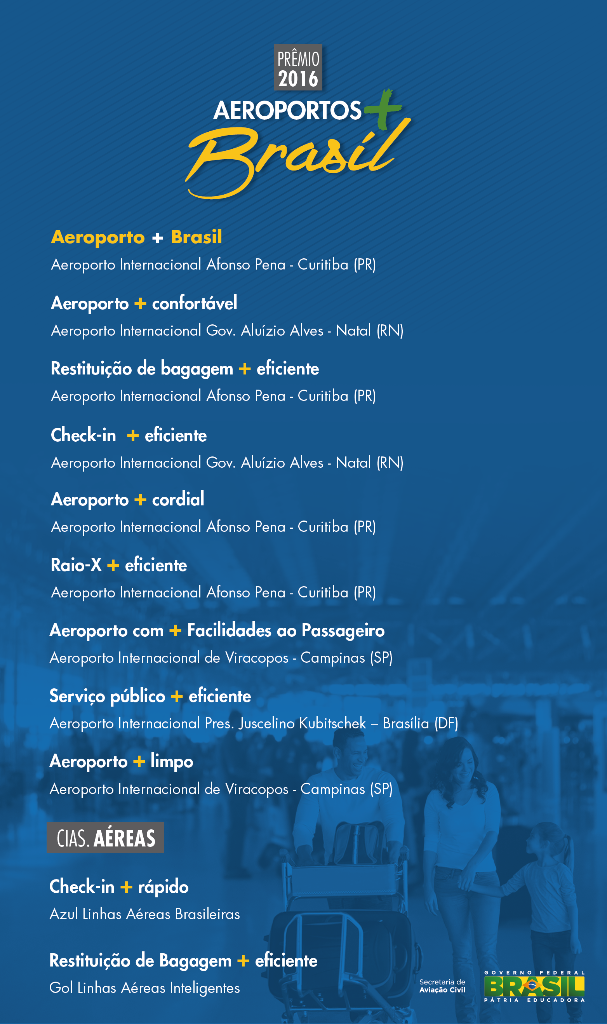 PRÊMIO
2016
AEROPORTOS+
Brasil
Aeroporto + Brasil
Aeroporto Internacional Afonso Pena - Curitiba (PR)
Aeroporto + confortável
Aeroporto Internacional Gov. Aluízio Alves - Natal (RN)
Restituição de bagagem + eficiente
Aeroporto Internacional Afonso Pena - Curitiba (PR)
Check-in + eficiente
Aeroporto Internacional Gov. Aluízio Alves - Natal (RN)
Aeroporto + cordial
Aeroporto Internacional Afonso Pena - Curitiba (PR)
Raio-X + eficiente
Aeroporto Internacional Afonso Pena - Curitiba (PR)
Aeroporto com + Facilidades ao Passageiro
Aeroporto Internacional de Viracopos - Campinas (SP)
Serviço público + eficiente
Aeroporto Internacional Pres. Juscelino Kubitschek – Brasília (DF)
Aeroporto + limpo
Aeroporto Internacional de Viracopos - Campinas (SP)
CIAS. AÉREAS
Check-in + rápido
Azul Linhas Aéreas Brasileiras
Restituição de Bagagem + eficiente
Gol Linhas Aéreas Inteligentes
Secretaria de
Aviação Civil
GOVERNO FEDERAL
BRASIL
PÁTRIA EDUCADORA